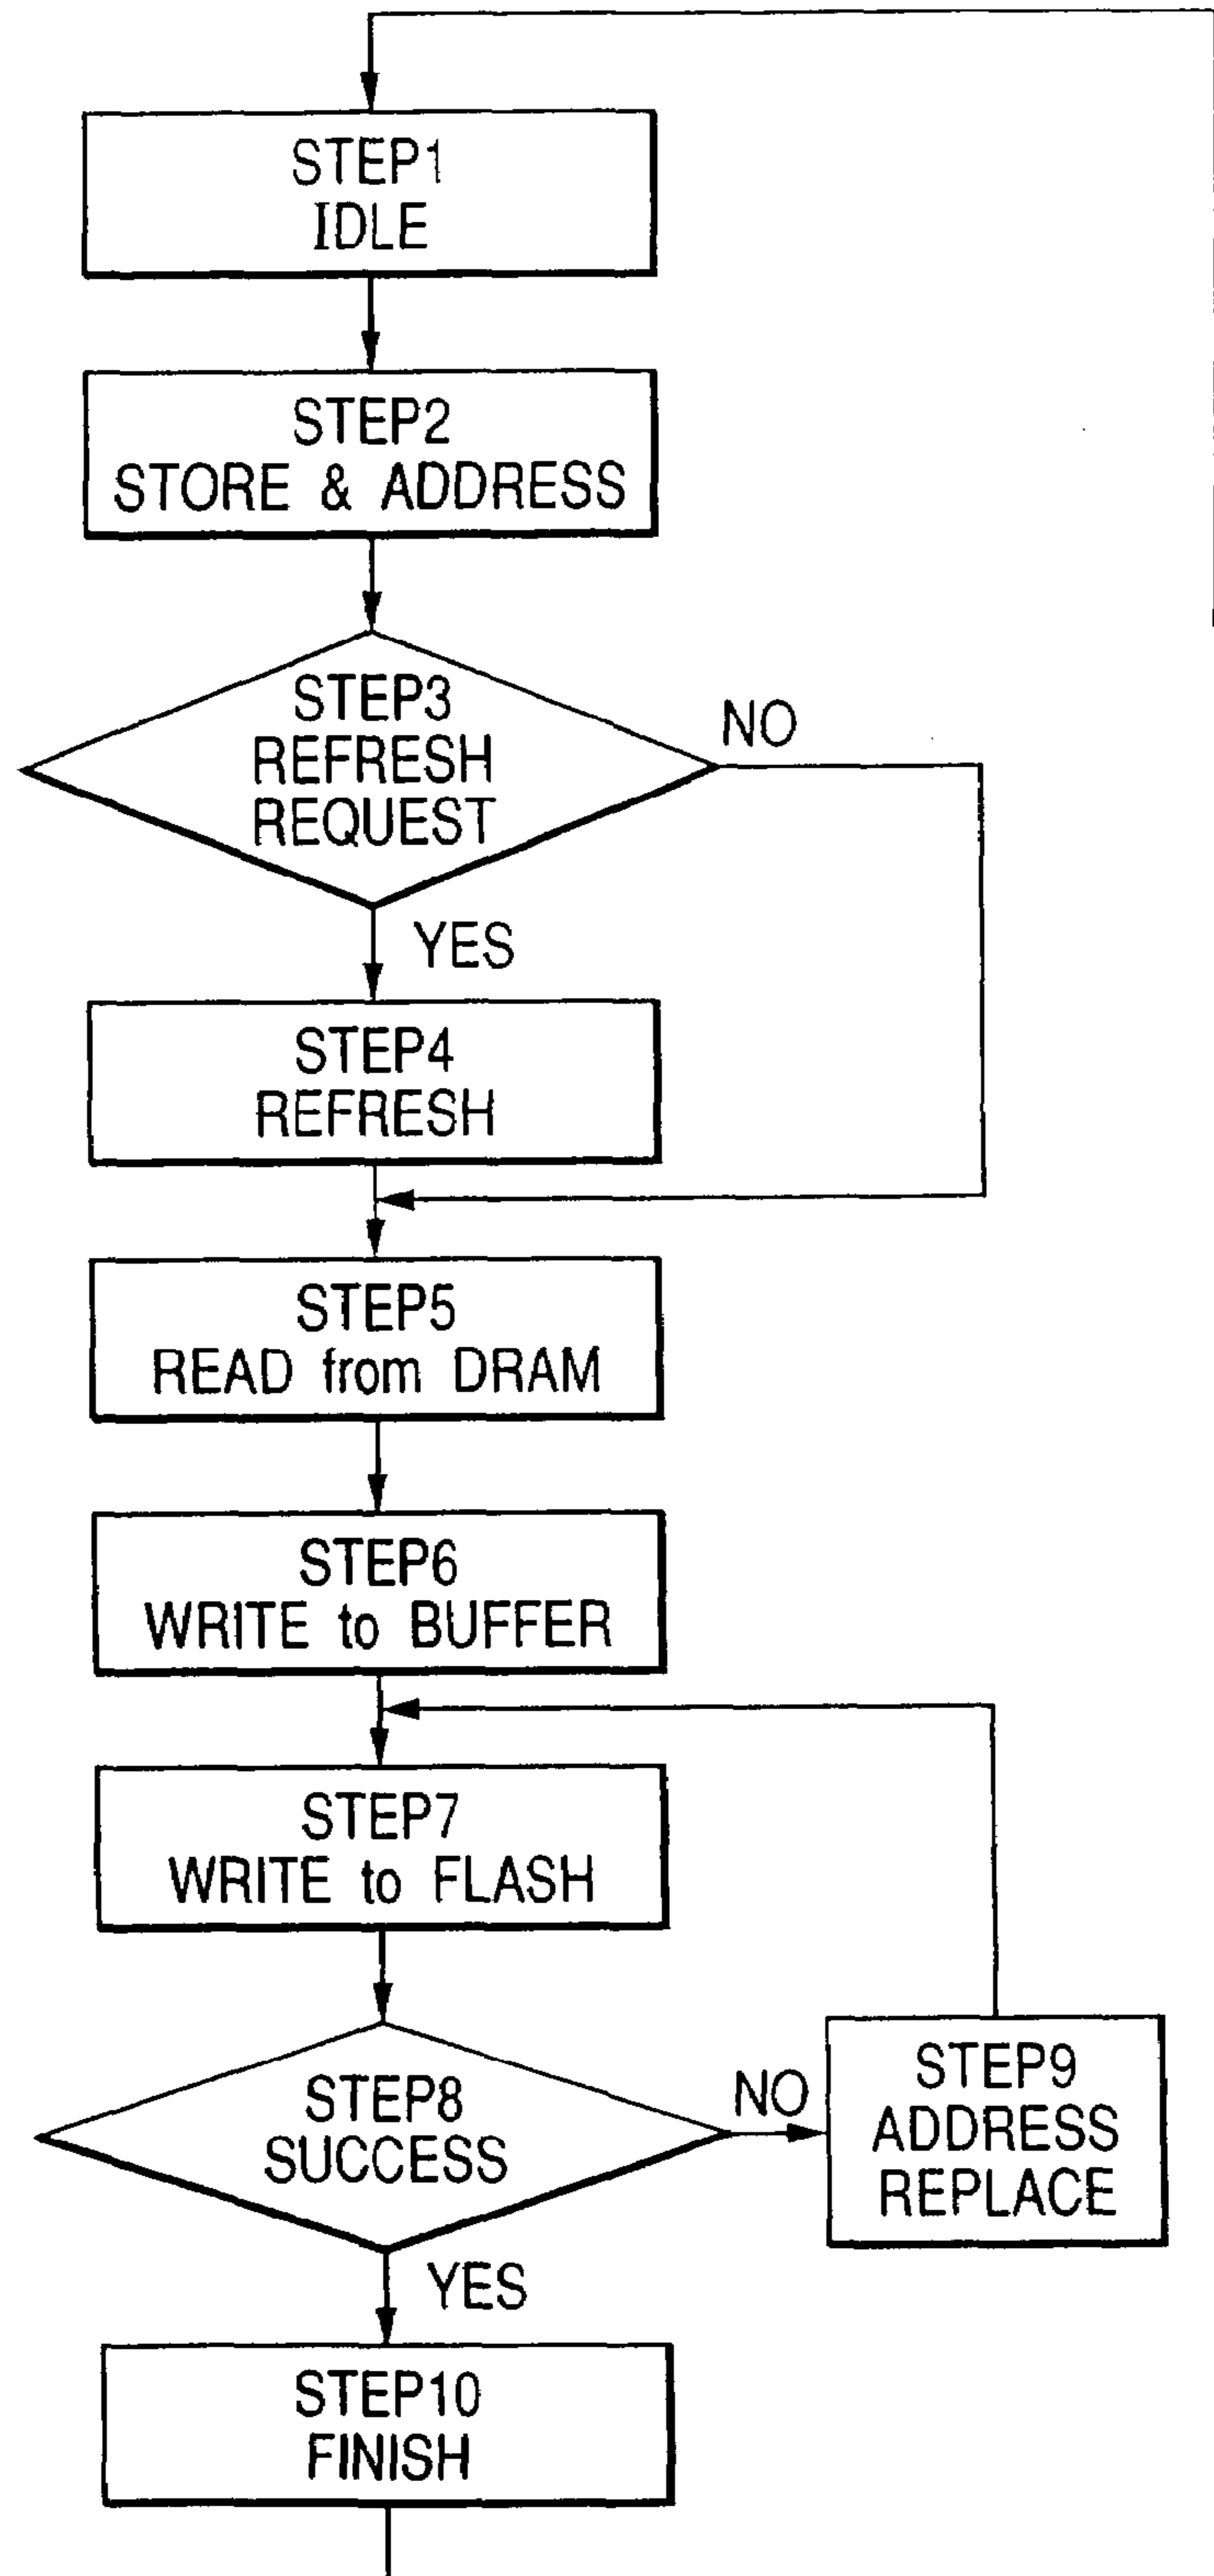 STEP1
IDLE
STEP2
STORE & ADDRESS
STEP3
REFRESH
REQUEST
NO
YES
STEP4
REFRESH
STEP5
READ from DRAM
STEP6
WRITE to BUFFER
STEP7
WRITE to FLASH
STEP8
SUCCESS
NO
STEP9
ADDRESS
REPLACE
YES
STEP10
FINISH